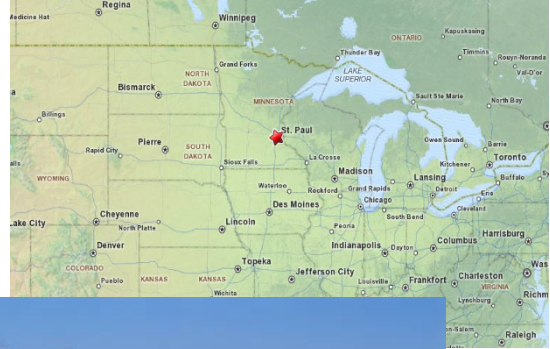 Regina
Medicine Hat
Winnipeg
Kapuskasing
ONTARIO
Timmins
Rouyn-Noranda
Val-d'or
Thunder Bay
Grand Forks
LAKE SUPERIOR
NORTH DAKOTA
Bismarck
MINNESOTA
Sault Ste Marie
North Bay
Billings
St. Paul
Pierre
SOUTH DAKOTA
Rapid City
Sioux Falls
La Crosse
Owen Sound
Barrie
Toronto
Kitchener
WYOMING
Madison
Lansing
Buffalo
Waterloo
Rockford
Grand Rapids
Detroit
Erie
Des Moines
Chicago
South Bend
Cleveland
Lake City
Cheyenne
North Platte
Lincoln
Peoria
Harrisburg
Denver
Indianapolis
Dayton
Columbus
COLORADO
Topeka
Jefferson City
Pueblo
KANSAS
KANSAS
Louisville
Frankfort
Charleston
VIRGINIA
Wichita
Lynchburg
Raleigh